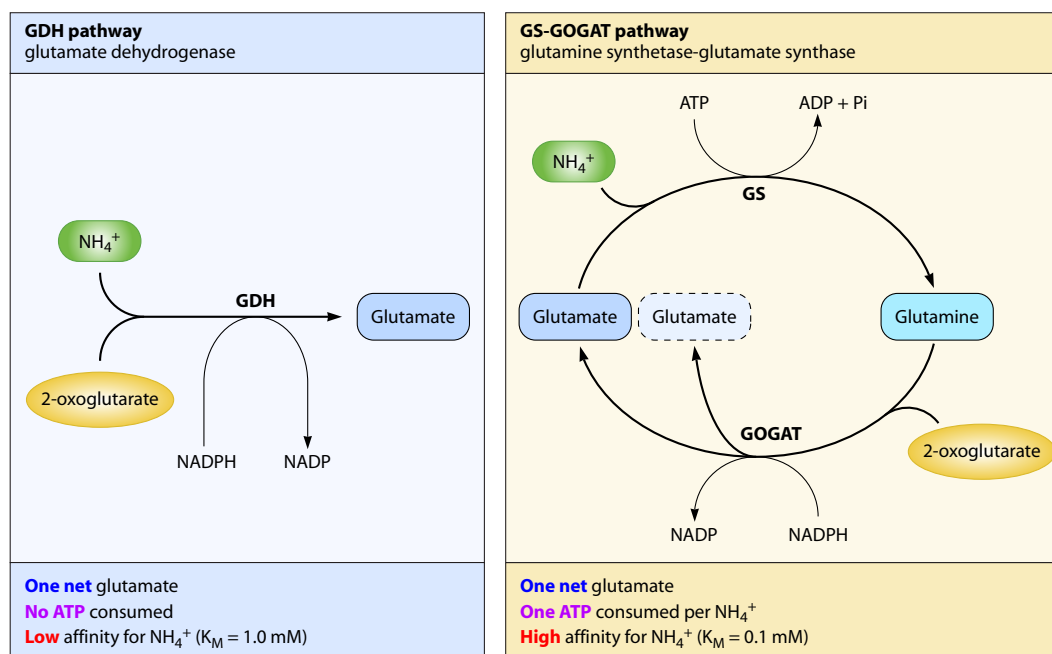 GDH pathway
glutamate dehydrogenase
NH₄⁺
GDH
Glutamate
2-oxoglutarate
NADPH
NADP
One net glutamate
No ATP consumed
Low affinity for NH₄⁺ (K_M = 1.0 mM)
GS-GOGAT pathway
glutamine synthetase-glutamate synthase
ATP
ADP + Pi
NH₄⁺
GS
Glutamate
Glutamate
Glutamine
GOGAT
2-oxoglutarate
NADP
NADPH
One net glutamate
One ATP consumed per NH₄⁺
High affinity for NH₄⁺ (K_M = 0.1 mM)